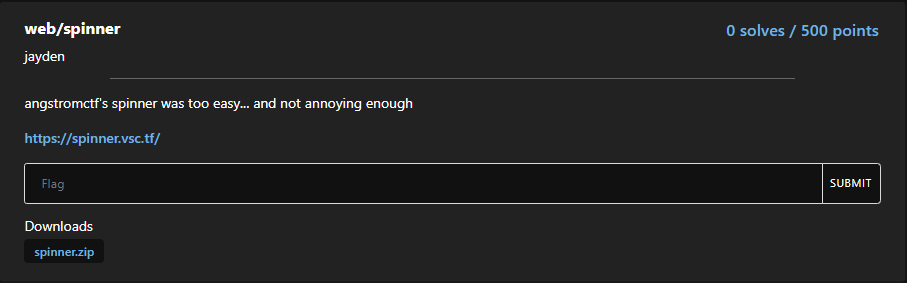 web/spinner
0 solves / 500 points
jayden
angstromctf's spinner was too easy... and not annoying enough
https://spinner.vsc.tf/
Flag
SUBMIT
Downloads
spinner.zip